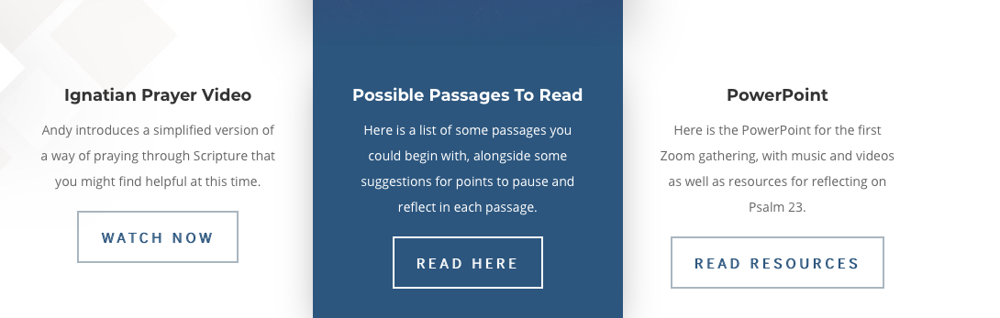 Ignatian Prayer Video
Andy introduces a simplified version of
a way of praying through Scripture that
you might find helpful at this time.
WATCH NOW
Possible Passages To Read
Here is a list of some passages you
could begin with, alongside some
suggestions for points to pause and
reflect in each passage.
READ HERE
PowerPoint
Here is the PowerPoint for the first
Zoom gathering, with music and videos
as well as resources for reflecting on
Psalm 23.
READ RESOURCES